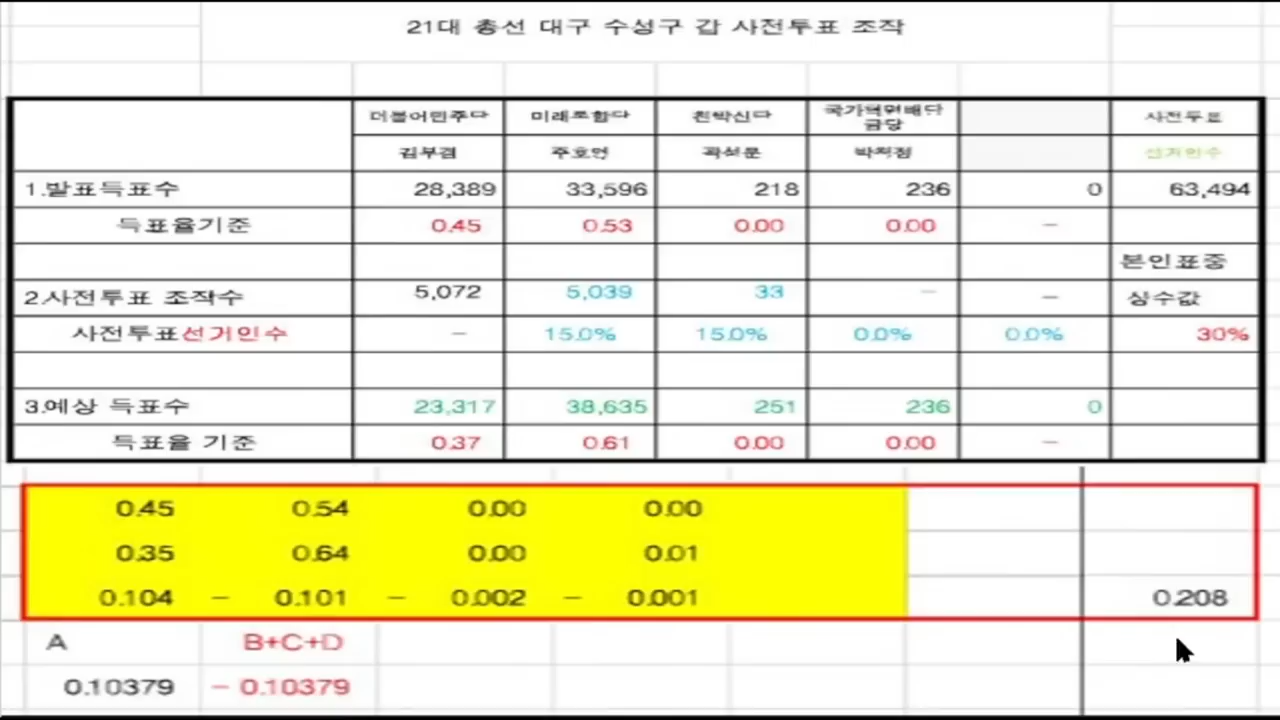 21대 총선 대구 수성구 갑 사전투표 조작
더불어민주다 미래토합다 친박신다 국가혁명배당 사전투표
금당
김부겸 주호영 곽성문 박청정 선거인수
1.발표득표수 28,389 33,596 218 236 0 63,494
득표율기준 0.45 0.53 0.00 0.00 –
본인표중
2.사전투표 조작수 5,072 5,039 33 – – 상수값
사전투표선거인수 – 15.0% 15.0% 0.0% 0.0% 30%
3.예상 득표수 23,317 38,635 251 236 0
득표율 기준 0.37 0.61 0.00 0.00 –
0.45 0.54 0.00 0.00
0.35 0.64 0.00 0.01
0.104 – 0.101 – 0.002 – 0.001 0.208
A B+C+D
0.10379 – 0.10379